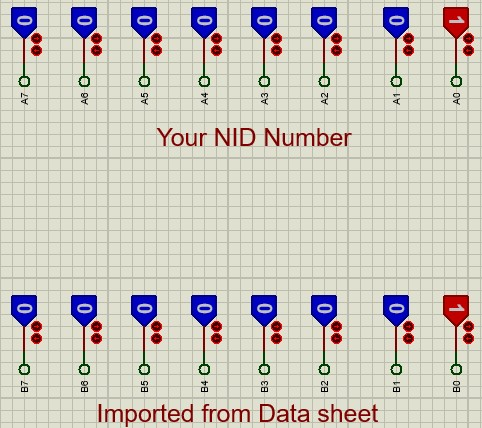 0 0 0 0 0 0 0 1
A7 A6 A5 A4 A3 A2 A1 A0
Your NID Number
0 0 0 0 0 0 0 1
B7 B6 B5 B4 B3 B2 B1 B0
Imported from Data sheet